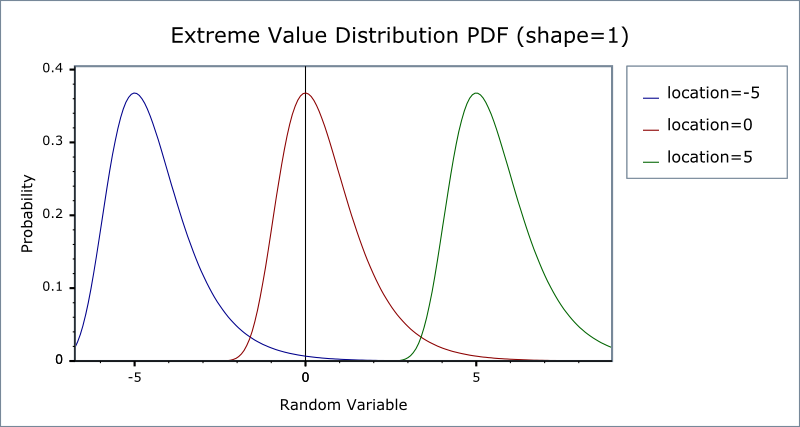 Extreme Value Distribution PDF (shape=1)
0.4
0.3
0.2
0.1
0
Probability
-5
0
5
Random Variable
location=-5
location=0
location=5